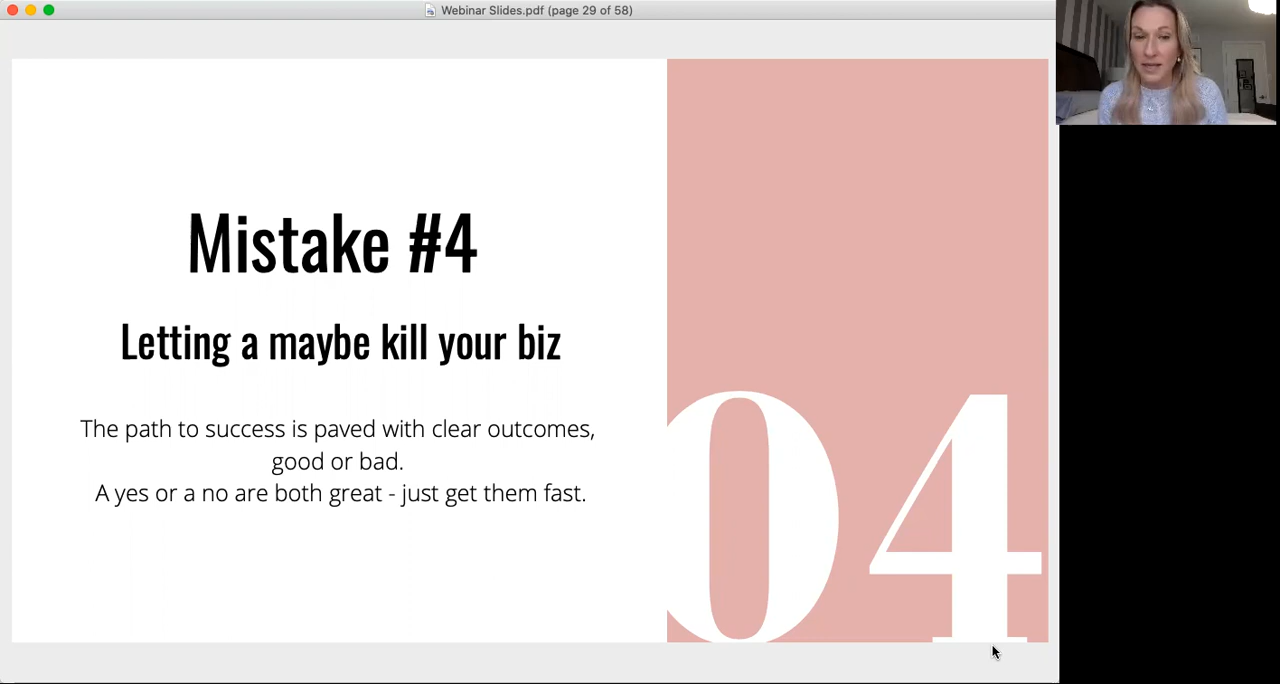 Webinar Slides.pdf (page 29 of 58)
Mistake #4
Letting a maybe kill your biz
The path to success is paved with clear outcomes,
good or bad.
A yes or a no are both great - just get them fast.
04